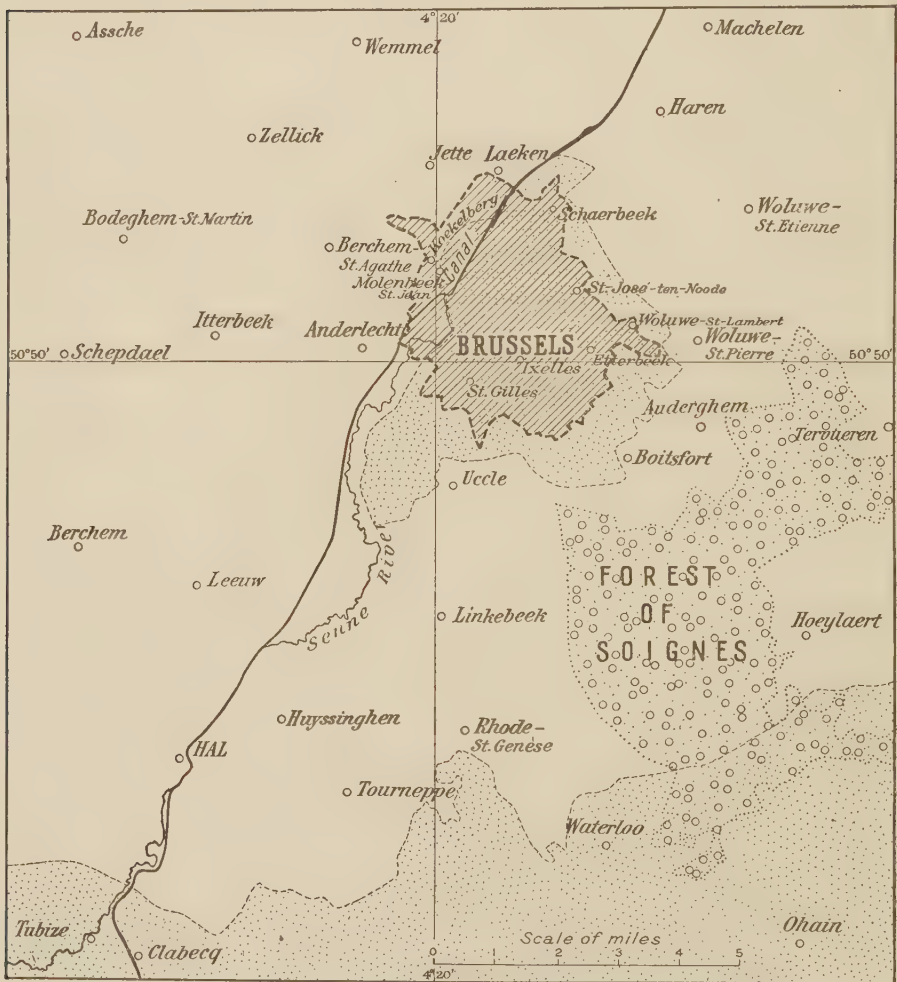 4° 20'
Assche
Wemmel
Machelen
Haren
Zellick
Jette
Laeken
Bodeghem-St.Martin
Schaerbeek
Woluwe-
St.Etienne
Koekelberg
Canal
Berchem-
St.Agathe
Molenbeek
St.Jean
St-José-ten-Noode
Itterbeek
Anderlecht
Woluwe-St-Lambert
50°50'
Schepdael
BRUSSELS
Woluwe-
St.Pierre
50°50'
Etterbeek
Ixelles
St.Gilles
Auderghem
Tervueren
Boitsfort
Uccle
Berchem
Leeuw
Senne River
FOREST
OF
SOIGNES
Linkebeek
Hoeylaert
Huyssinghen
Rhode-
St.Genèse
HAL
Tourneppe
Waterloo
Tubize
Clabecq
Ohain
Scale of miles
0 1 2 3 4 5
4°20'